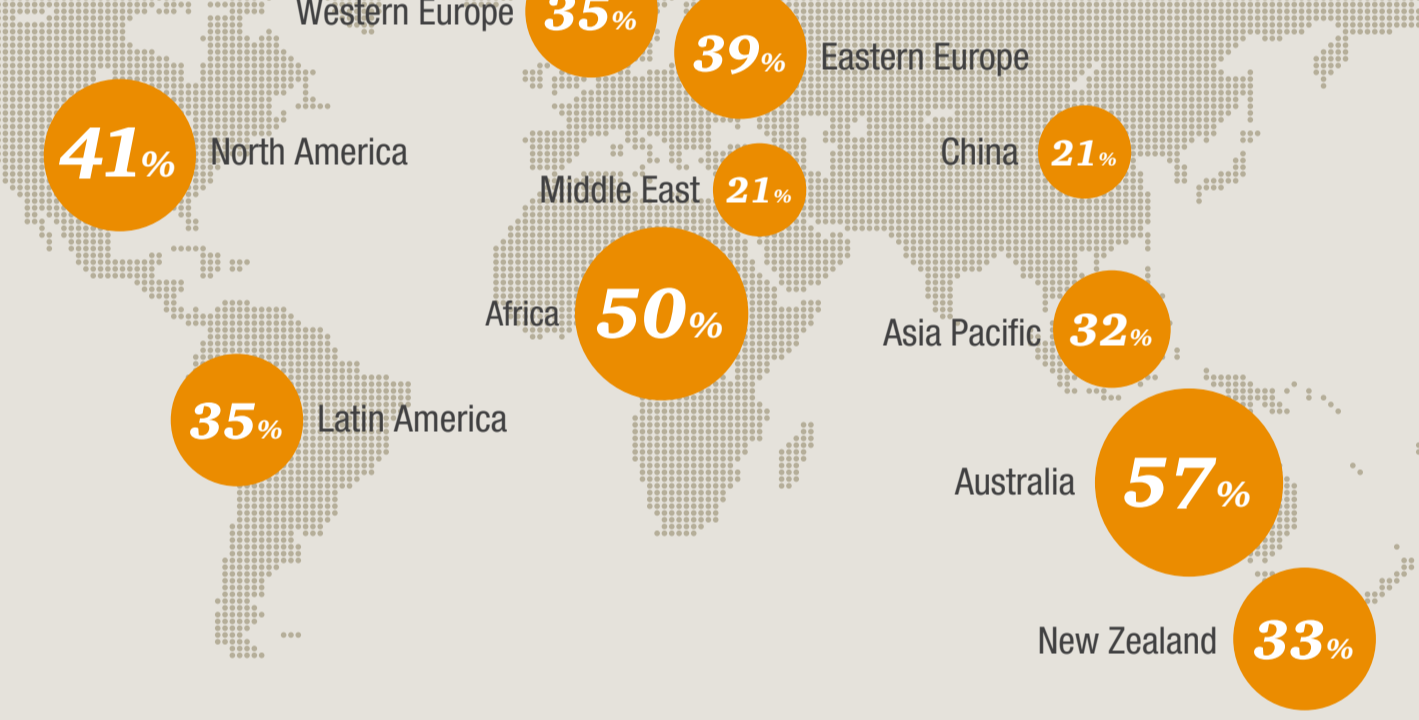 Western Europe 35%
39% Eastern Europe
41% North America
China 21%
Middle East 21%
Africa 50%
Asia Pacific 32%
35% Latin America
Australia 57%
New Zealand 33%